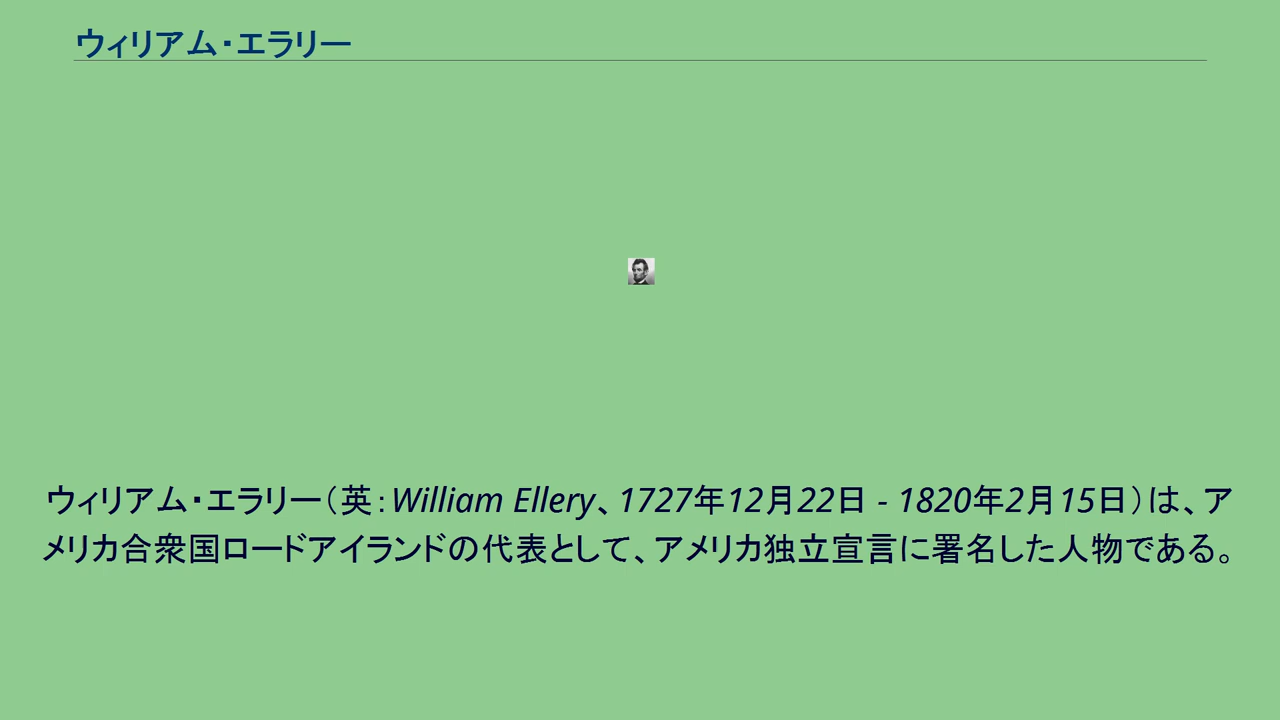 ウィリアム・エラリー
ウィリアム・エラリー（英：William Ellery、1727年12月22日 - 1820年2月15日）は、ア
メリカ合衆国ロードアイランドの代表として、アメリカ独立宣言に署名した人物である。